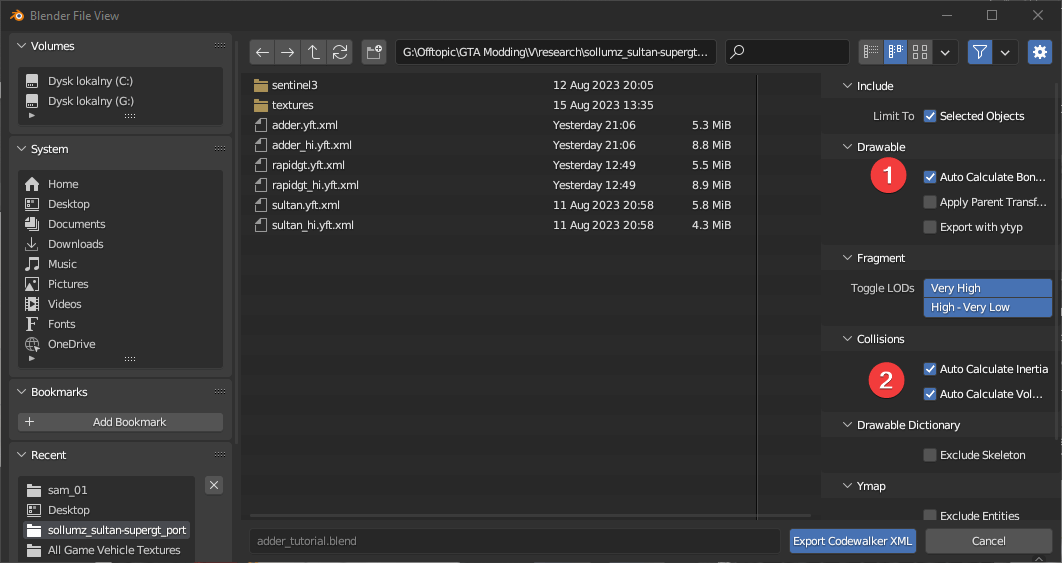 Blender File View
Volumes
Dysk lokalny (C:)
Dysk lokalny (G:)
System
Home
Desktop
Documents
Downloads
Music
Pictures
Videos
Fonts
OneDrive
Bookmarks
Add Bookmark
Recent
sam_01
Desktop
sollumz_sultan-supergt_port
All Game Vehicle Textures
G:\Offtopic\GTA Modding\V\research\sollumz_sultan-supergt...
sentinel3 12 Aug 2023 20:05
textures 15 Aug 2023 13:35
adder.yft.xml Yesterday 21:06 5.3 MiB
adder_hi.yft.xml Yesterday 21:06 8.8 MiB
rapidgt.yft.xml Yesterday 12:49 5.5 MiB
rapidgt_hi.yft.xml Yesterday 12:49 8.9 MiB
sultan.yft.xml 11 Aug 2023 20:58 5.8 MiB
sultan_hi.yft.xml 11 Aug 2023 20:58 4.3 MiB
Include
Limit To Selected Objects
Drawable
1 Auto Calculate Bon...
Apply Parent Transf...
Export with ytyp
Fragment
Toggle LODs Very High
High - Very Low
Collisions
Auto Calculate Inertia
2
Auto Calculate Vol...
Drawable Dictionary
Exclude Skeleton
Ymap
Exclude Entities
adder_tutorial.blend
Export Codewalker XML
Cancel